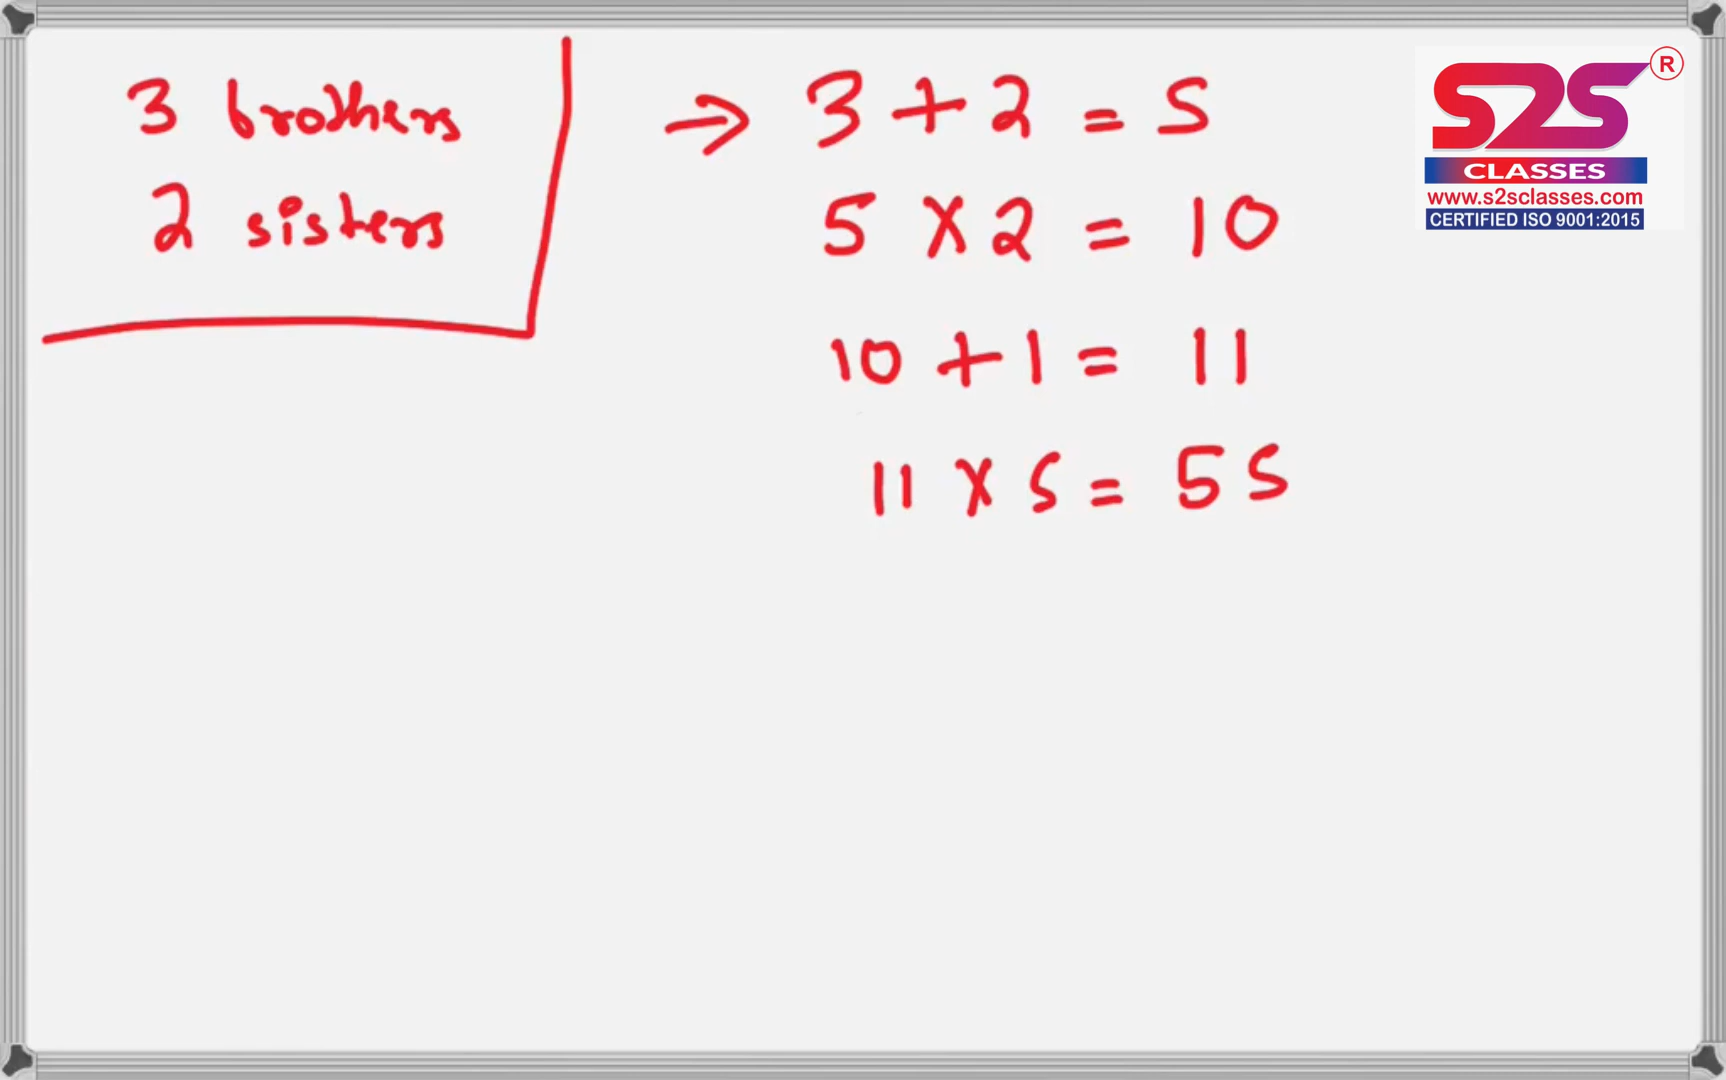 3 brothers
2 sisters
→ 3 + 2 = 5
5 × 2 = 10
10 + 1 = 11
11 × 5 = 55
S2S ®
CLASSES
www.s2sclasses.com
CERTIFIED ISO 9001:2015